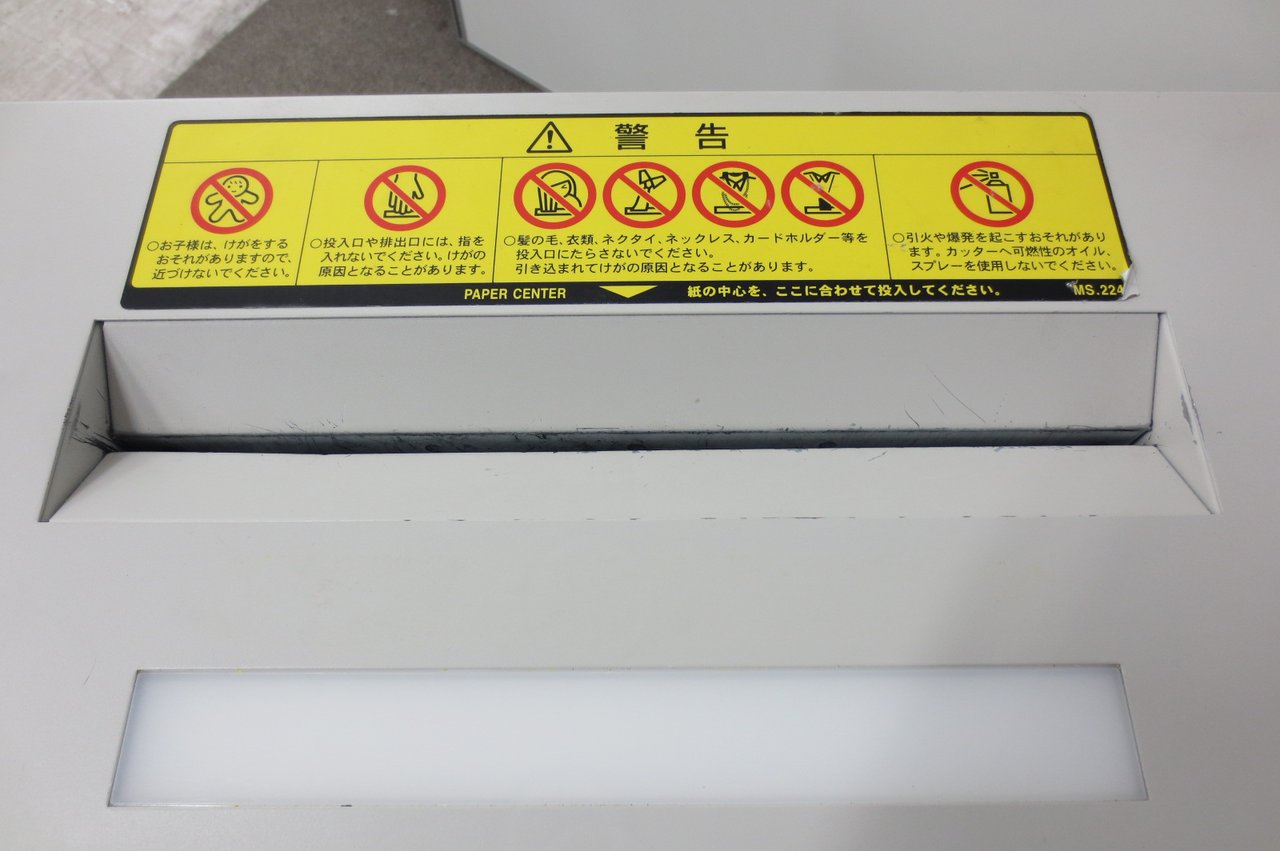 警告
○お子様は、けがをする
おそれがありますので、
近づけないでください。
○投入口や排出口には、指を
入れないでください。けがの
原因となることがあります。
○髪の毛、衣類、ネクタイ、ネックレス、カードホルダー等を
投入口にたらさないでください。
引き込まれてけがの原因となることがあります。
○引火や爆発を起こすおそれがあり
ます。カッターへ可燃性のオイル、
スプレーを使用しないでください。
PAPER CENTER 紙の中心を、ここに合わせて投入してください。 MS.224